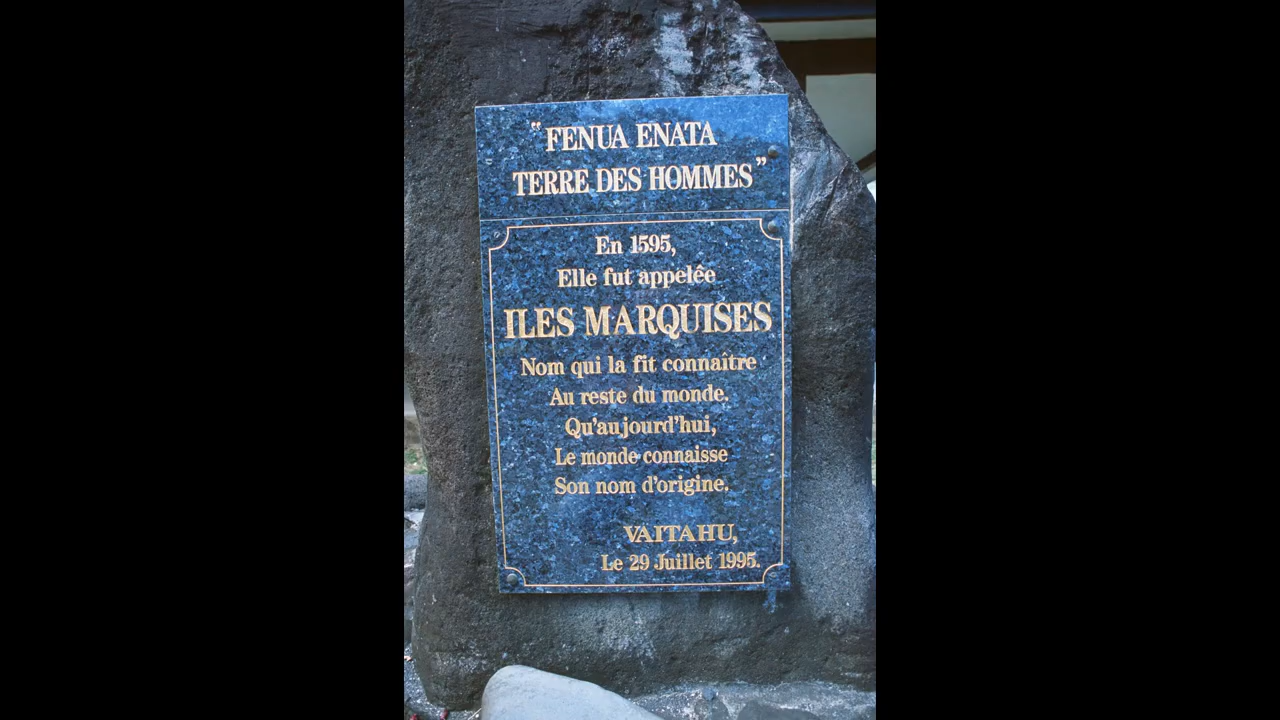 "FENUA ENATA
TERRE DES HOMMES"
En 1595,
Elle fut appelêe
ILES MARQUISES
Nom qui la fit connaître
Au reste du monde.
Qu'aujourd'hui,
Le monde connaisse
Son nom d'origine.
VAITAHU,
Le 29 Juillet 1995.